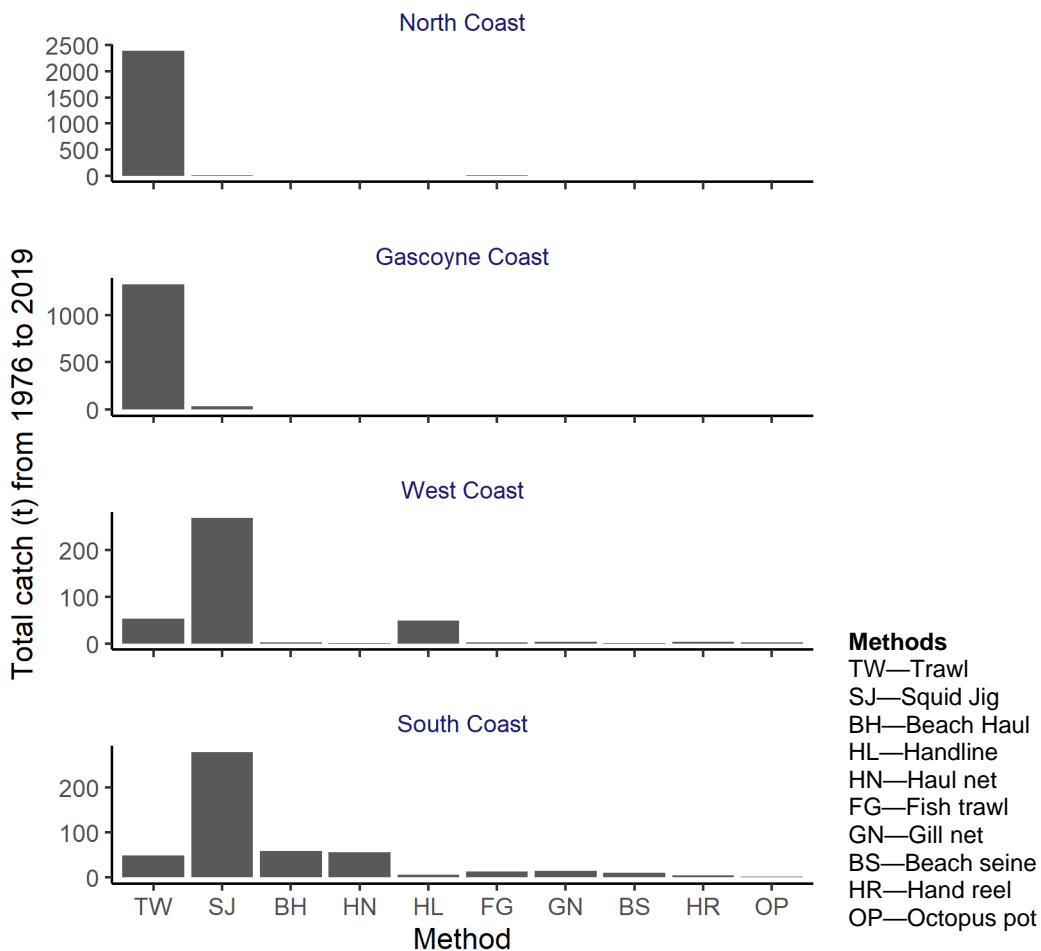 North Coast
2500
2000
1500
1000
500
0
Gascoyne Coast
1000
500
0
West Coast
200
100
0
South Coast
200
100
0
TW SJ BH HN HL FG GN BS HR OP
Method
Total catch (t) from 1976 to 2019
Methods
TW—Trawl
SJ—Squid Jig
BH—Beach Haul
HL—Handline
HN—Haul net
FG—Fish trawl
GN—Gill net
BS—Beach seine
HR—Hand reel
OP—Octopus pot